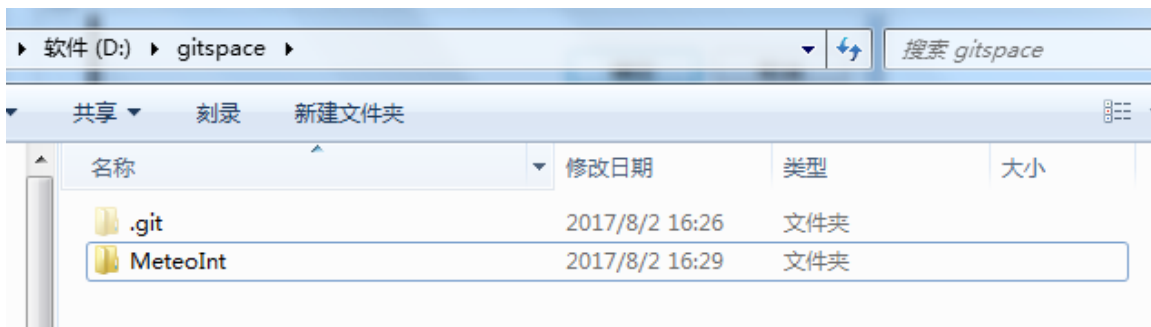 软件 (D:) gitspace 搜索 gitspace
共享 刻录 新建文件夹
名称 修改日期 类型 大小
.git 2017/8/2 16:26 文件夹
MeteoInt 2017/8/2 16:29 文件夹